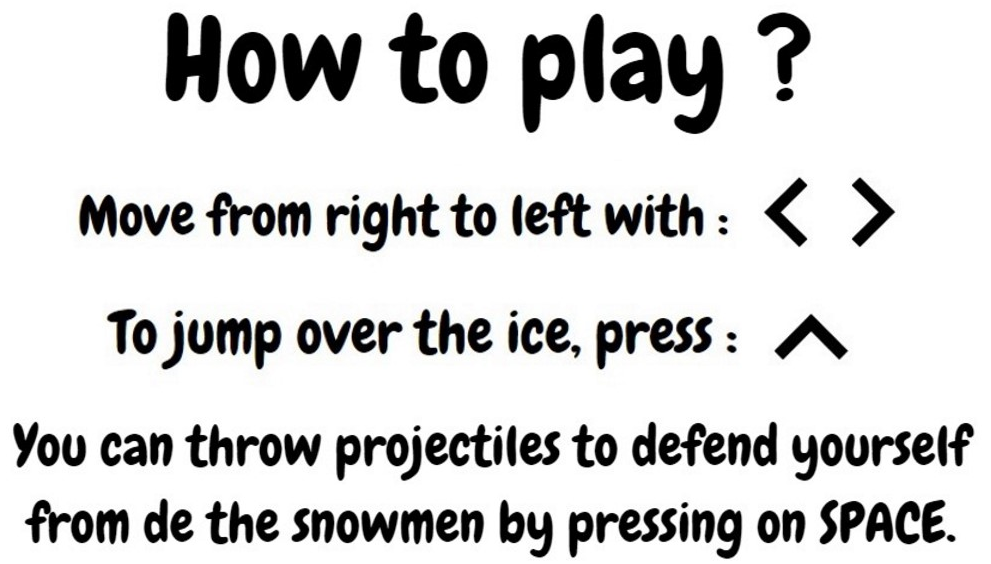 How to play ?
Move from right to left with : < >
To jump over the ice, press : ^
You can throw projectiles to defend yourself
from de the snowmen by pressing on SPACE.